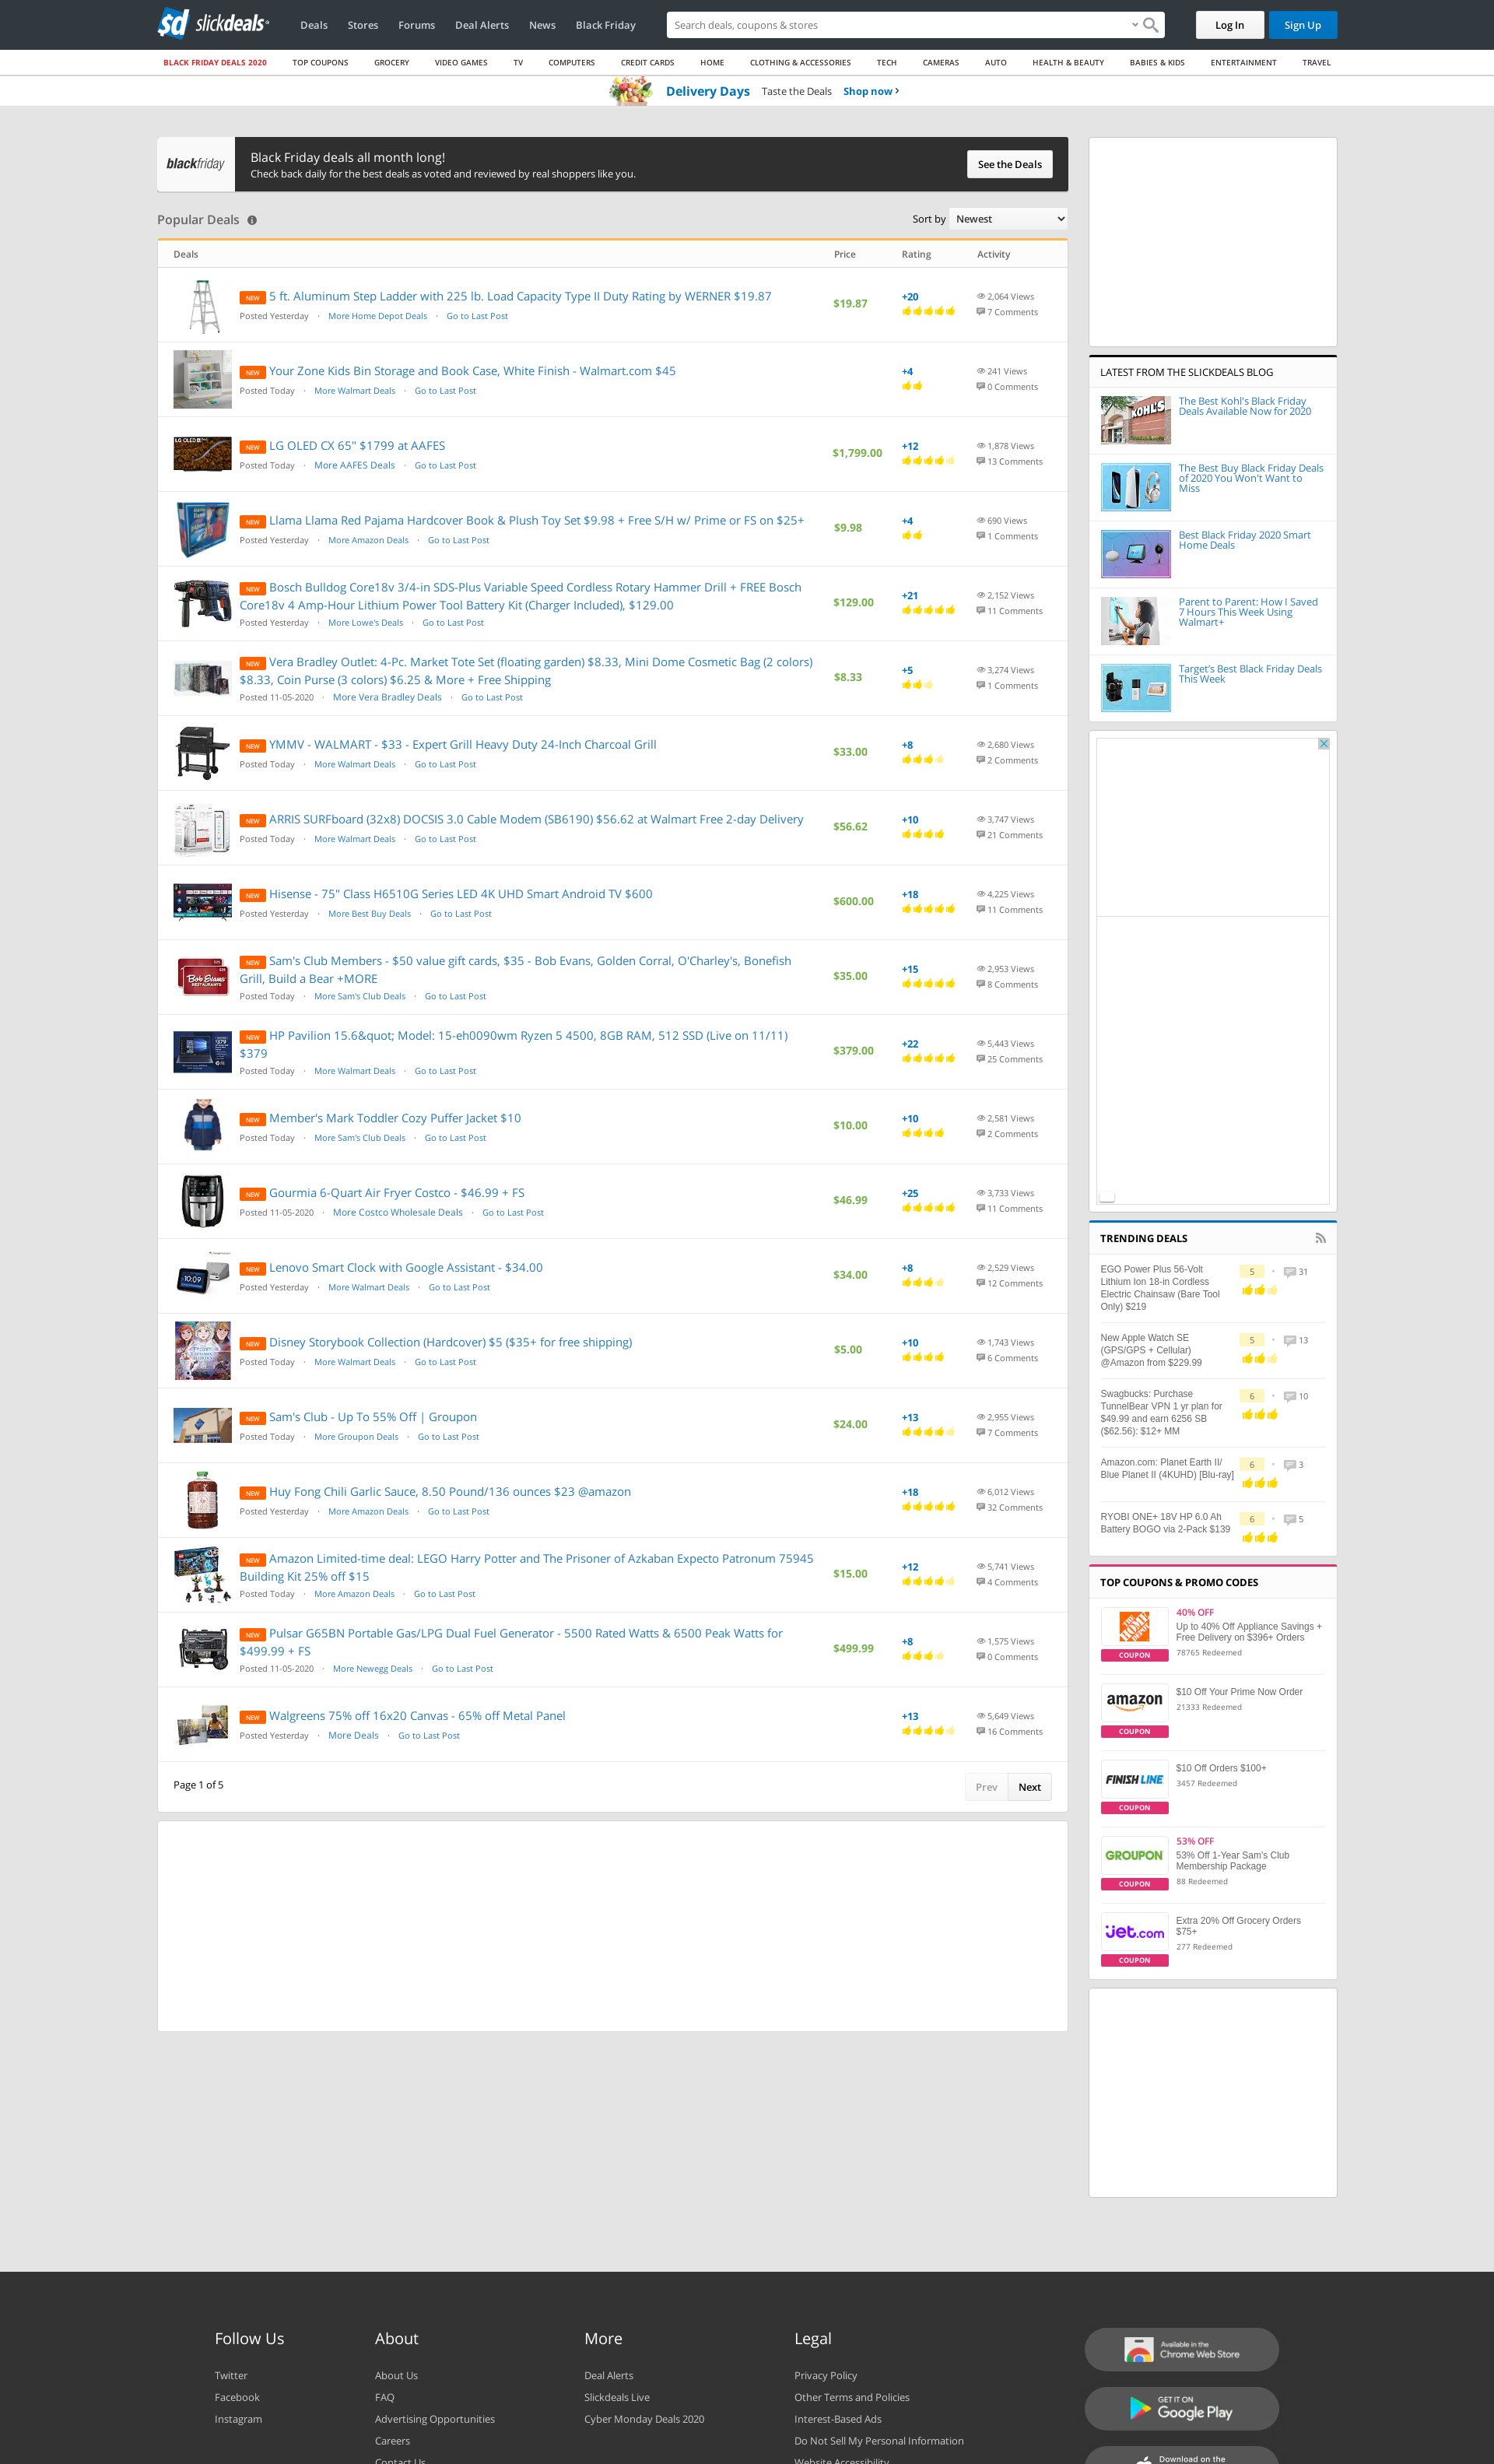 sd slickdeals
Deals
Stores
Forums
Deal Alerts
News
Black Friday
Search deals, coupons & stores
Log In
Sign Up
BLACK FRIDAY DEALS 2020
TOP COUPONS
GROCERY
VIDEO GAMES
TV
COMPUTERS
CREDIT CARDS
HOME
CLOTHING & ACCESSORIES
TECH
CAMERAS
AUTO
HEALTH & BEAUTY
BABIES & KIDS
ENTERTAINMENT
TRAVEL
Delivery Days Taste the Deals Shop now ›
blackfriday
Black Friday deals all month long!
Check back daily for the best deals as voted and reviewed by real shoppers like you.
See the Deals
Popular Deals
Sort by Newest
Deals Price Rating Activity
NEW 5 ft. Aluminum Step Ladder with 225 lb. Load Capacity Type II Duty Rating by WERNER $19.87
Posted Yesterday · More Home Depot Deals · Go to Last Post
$19.87
+20
2,064 Views
7 Comments
NEW Your Zone Kids Bin Storage and Book Case, White Finish - Walmart.com $45
Posted Today · More Walmart Deals · Go to Last Post
+4
241 Views
0 Comments
LG OLED
NEW LG OLED CX 65" $1799 at AAFES
Posted Today · More AAFES Deals · Go to Last Post
$1,799.00
+12
1,878 Views
13 Comments
NEW Llama Llama Red Pajama Hardcover Book & Plush Toy Set $9.98 + Free S/H w/ Prime or FS on $25+
Posted Yesterday · More Amazon Deals · Go to Last Post
$9.98
+4
690 Views
1 Comments
NEW Bosch Bulldog Core18v 3/4-in SDS-Plus Variable Speed Cordless Rotary Hammer Drill + FREE Bosch
Core18v 4 Amp-Hour Lithium Power Tool Battery Kit (Charger Included), $129.00
Posted Yesterday · More Lowe's Deals · Go to Last Post
$129.00
+21
2,152 Views
11 Comments
NEW Vera Bradley Outlet: 4-Pc. Market Tote Set (floating garden) $8.33, Mini Dome Cosmetic Bag (2 colors)
$8.33, Coin Purse (3 colors) $6.25 & More + Free Shipping
Posted 11-05-2020 · More Vera Bradley Deals · Go to Last Post
$8.33
+5
3,274 Views
1 Comments
NEW YMMV - WALMART - $33 - Expert Grill Heavy Duty 24-Inch Charcoal Grill
Posted Today · More Walmart Deals · Go to Last Post
$33.00
+8
2,680 Views
2 Comments
NEW ARRIS SURFboard (32x8) DOCSIS 3.0 Cable Modem (SB6190) $56.62 at Walmart Free 2-day Delivery
Posted Today · More Walmart Deals · Go to Last Post
$56.62
+10
3,747 Views
21 Comments
NEW Hisense - 75" Class H6510G Series LED 4K UHD Smart Android TV $600
Posted Yesterday · More Best Buy Deals · Go to Last Post
$600.00
+18
4,225 Views
11 Comments
Bob Evans
RESTAURANTS
NEW Sam's Club Members - $50 value gift cards, $35 - Bob Evans, Golden Corral, O'Charley's, Bonefish
Grill, Build a Bear +MORE
Posted Today · More Sam's Club Deals · Go to Last Post
$35.00
+15
2,953 Views
8 Comments
$379
NEW HP Pavilion 15.6&quot; Model: 15-eh0090wm Ryzen 5 4500, 8GB RAM, 512 SSD (Live on 11/11)
$379
Posted Today · More Walmart Deals · Go to Last Post
$379.00
+22
5,443 Views
25 Comments
NEW Member's Mark Toddler Cozy Puffer Jacket $10
Posted Today · More Sam's Club Deals · Go to Last Post
$10.00
+10
2,581 Views
2 Comments
NEW Gourmia 6-Quart Air Fryer Costco - $46.99 + FS
Posted 11-05-2020 · More Costco Wholesale Deals · Go to Last Post
$46.99
+25
3,733 Views
11 Comments
10:09
NEW Lenovo Smart Clock with Google Assistant - $34.00
Posted Yesterday · More Walmart Deals · Go to Last Post
$34.00
+8
2,529 Views
12 Comments
NEW Disney Storybook Collection (Hardcover) $5 ($35+ for free shipping)
Posted Today · More Walmart Deals · Go to Last Post
$5.00
+10
1,743 Views
6 Comments
NEW Sam's Club - Up To 55% Off | Groupon
Posted Today · More Groupon Deals · Go to Last Post
$24.00
+13
2,955 Views
7 Comments
NEW Huy Fong Chili Garlic Sauce, 8.50 Pound/136 ounces $23 @amazon
Posted Yesterday · More Amazon Deals · Go to Last Post
+18
6,012 Views
32 Comments
NEW Amazon Limited-time deal: LEGO Harry Potter and The Prisoner of Azkaban Expecto Patronum 75945
Building Kit 25% off $15
Posted Today · More Amazon Deals · Go to Last Post
$15.00
+12
5,741 Views
4 Comments
NEW Pulsar G65BN Portable Gas/LPG Dual Fuel Generator - 5500 Rated Watts & 6500 Peak Watts for
$499.99 + FS
Posted 11-05-2020 · More Newegg Deals · Go to Last Post
$499.99
+8
1,575 Views
0 Comments
NEW Walgreens 75% off 16x20 Canvas - 65% off Metal Panel
Posted Yesterday · More Deals · Go to Last Post
+13
5,649 Views
16 Comments
Page 1 of 5
Prev
Next
LATEST FROM THE SLICKDEALS BLOG
KOHL'S
The Best Kohl's Black Friday
Deals Available Now for 2020
The Best Buy Black Friday Deals
of 2020 You Won't Want to
Miss
Best Black Friday 2020 Smart
Home Deals
Parent to Parent: How I Saved
7 Hours This Week Using
Walmart+
Target's Best Black Friday Deals
This Week
TRENDING DEALS
EGO Power Plus 56-Volt
Lithium Ion 18-in Cordless
Electric Chainsaw (Bare Tool
Only) $219
5 · 31
New Apple Watch SE
(GPS/GPS + Cellular)
@Amazon from $229.99
5 · 13
Swagbucks: Purchase
TunnelBear VPN 1 yr plan for
$49.99 and earn 6256 SB
($62.56): $12+ MM
6 · 10
Amazon.com: Planet Earth II/
Blue Planet II (4KUHD) [Blu-ray]
6 · 3
RYOBI ONE+ 18V HP 6.0 Ah
Battery BOGO via 2-Pack $139
6 · 5
TOP COUPONS & PROMO CODES
COUPON
40% OFF
Up to 40% Off Appliance Savings +
Free Delivery on $396+ Orders
78765 Redeemed
amazon
COUPON
$10 Off Your Prime Now Order
21333 Redeemed
FINISH LINE
COUPON
$10 Off Orders $100+
3457 Redeemed
GROUPON
COUPON
53% OFF
53% Off 1-Year Sam's Club
Membership Package
88 Redeemed
jet.com
COUPON
Extra 20% Off Grocery Orders
$75+
277 Redeemed
Follow Us
Twitter
Facebook
Instagram
About
About Us
FAQ
Advertising Opportunities
Careers
Contact Us
More
Deal Alerts
Slickdeals Live
Cyber Monday Deals 2020
Legal
Privacy Policy
Other Terms and Policies
Interest-Based Ads
Do Not Sell My Personal Information
Website Accessibility
Available in the
Chrome Web Store
GET IT ON
Google Play
Download on the